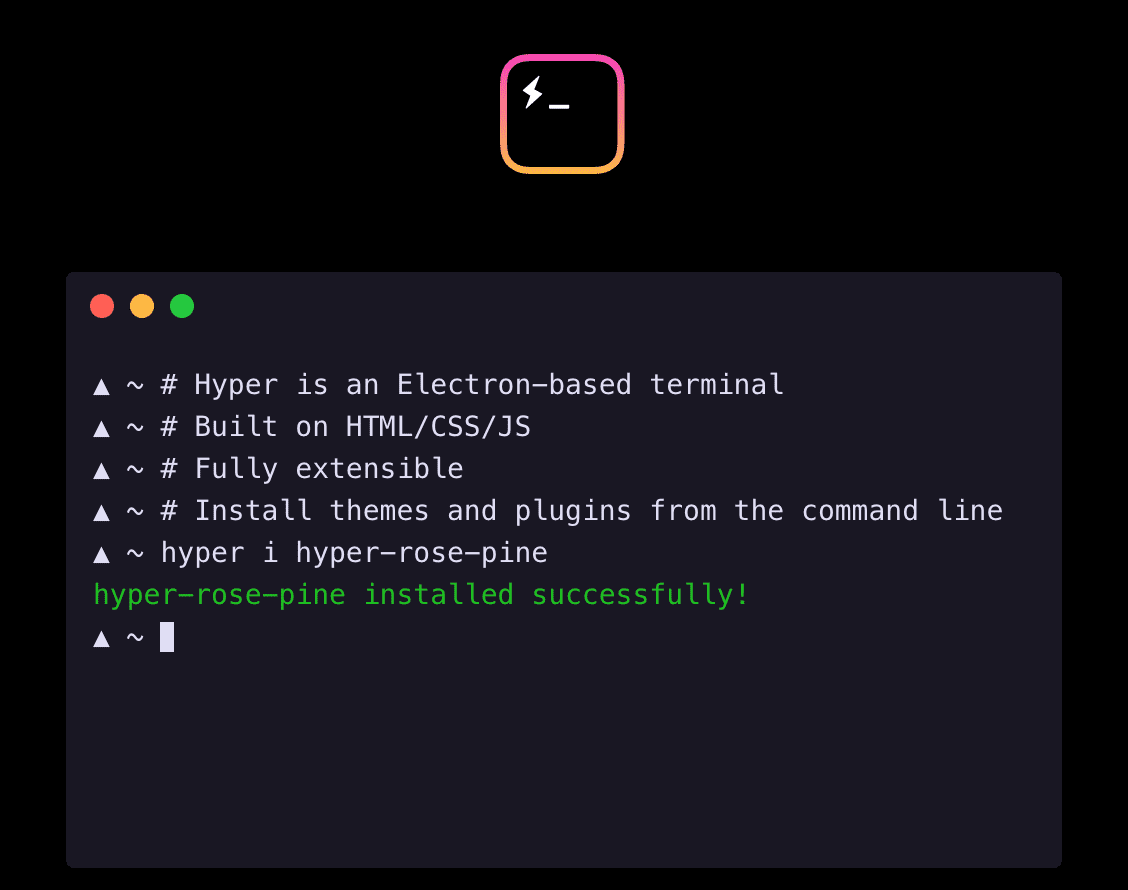 ▲ ~ # Hyper is an Electron-based terminal
▲ ~ # Built on HTML/CSS/JS
▲ ~ # Fully extensible
▲ ~ # Install themes and plugins from the command line
▲ ~ hyper i hyper-rose-pine
hyper-rose-pine installed successfully!
▲ ~